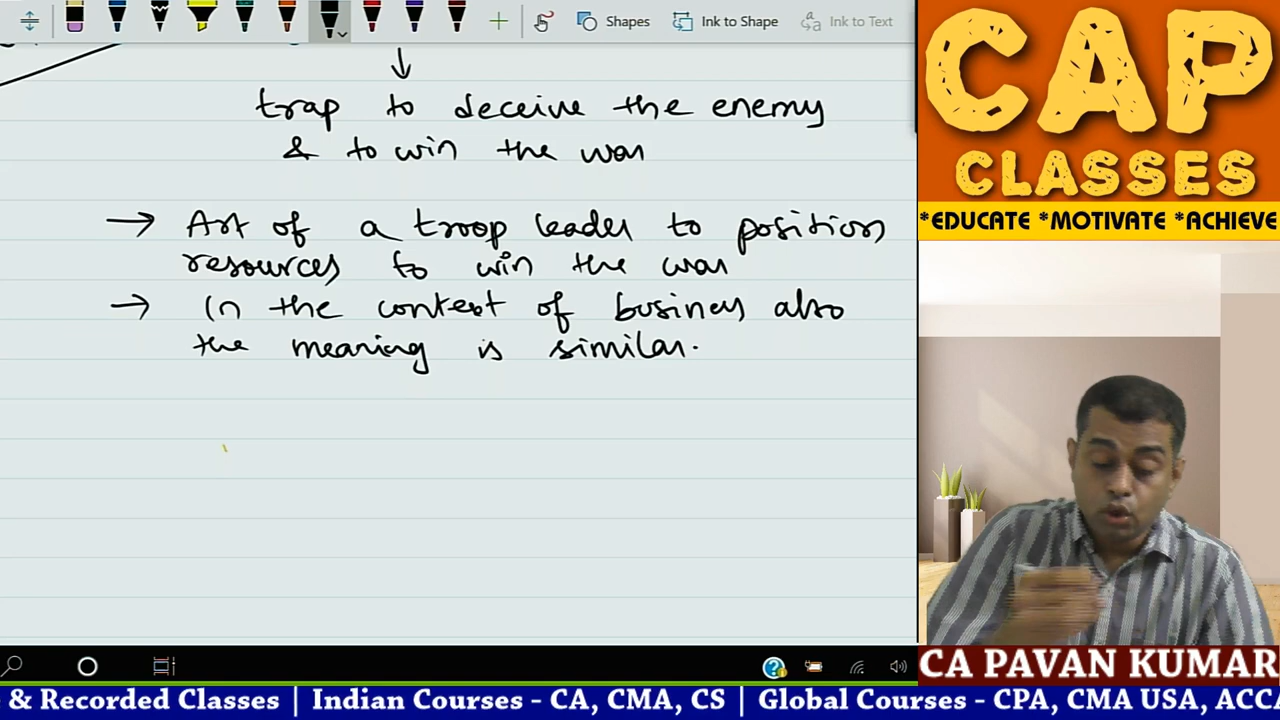 Shapes
Ink to Shape
Ink to Text
trap to deceive the enemy
& to win the war
→ Art of a troop leader to position
resources to win the war
→ In the context of business also
the meaning is similar.
CAP
CLASSES
*EDUCATE *MOTIVATE *ACHIEVE
CA PAVAN KUMAR
& Recorded Classes | Indian Courses - CA, CMA, CS | Global Courses - CPA, CMA USA, ACCA